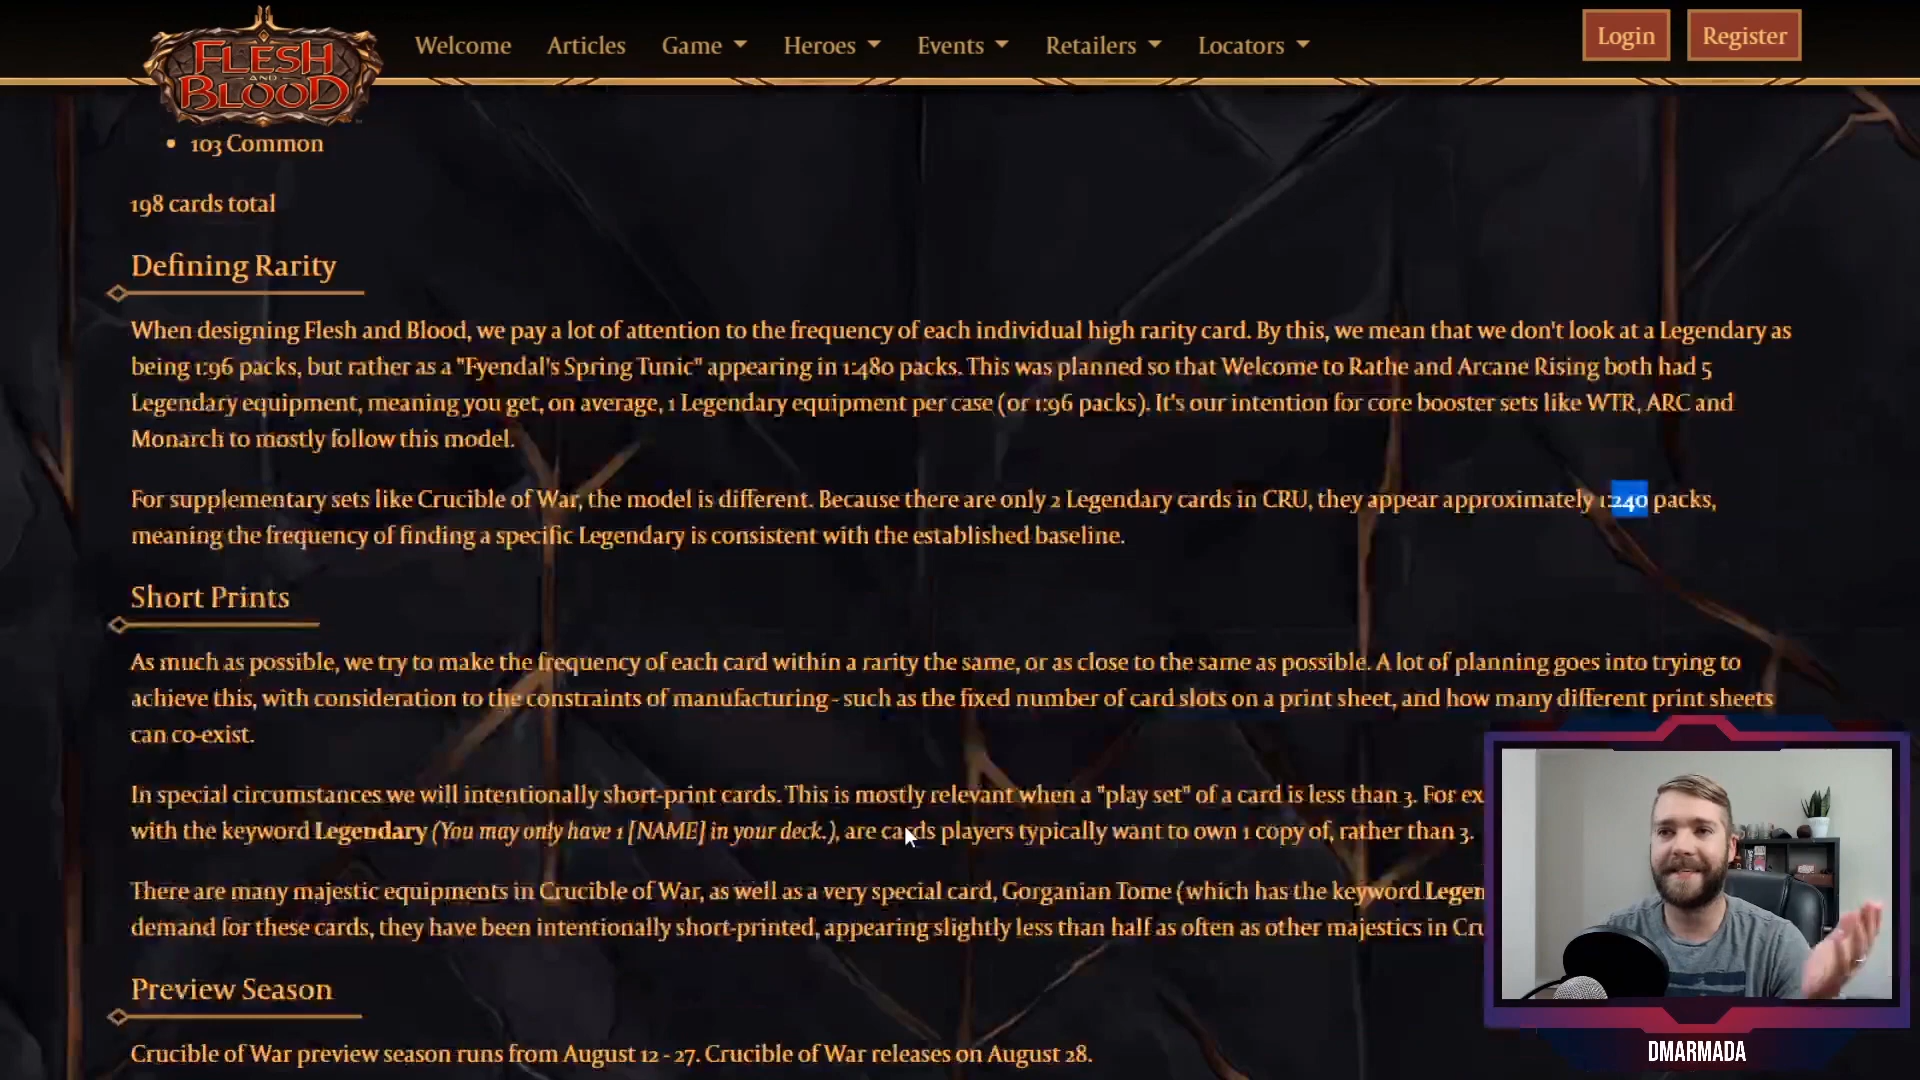 FLESH
AND
BLOOD
Welcome
Articles
Game
Heroes
Events
Retailers
Locators
Login
Register
• 103 Common
198 cards total
Defining Rarity
When designing Flesh and Blood, we pay a lot of attention to the frequency of each individual high rarity card. By this, we mean that we don't look at a Legendary as
being 1:96 packs, but rather as a "Fyendal's Spring Tunic" appearing in 1:480 packs. This was planned so that Welcome to Rathe and Arcane Rising both had 5
Legendary equipment, meaning you get, on average, 1 Legendary equipment per case (or 1:96 packs). It's our intention for core booster sets like WTR, ARC and
Monarch to mostly follow this model.
For supplementary sets like Crucible of War, the model is different. Because there are only 2 Legendary cards in CRU, they appear approximately 1:240 packs,
meaning the frequency of finding a specific Legendary is consistent with the established baseline.
Short Prints
As much as possible, we try to make the frequency of each card within a rarity the same, or as close to the same as possible. A lot of planning goes into trying to
achieve this, with consideration to the constraints of manufacturing - such as the fixed number of card slots on a print sheet, and how many different print sheets
can co-exist.
In special circumstances we will intentionally short-print cards. This is mostly relevant when a "play set" of a card is less than 3. For ex
with the keyword Legendary (You may only have 1 [NAME] in your deck.), are cards players typically want to own 1 copy of, rather than 3.
There are many majestic equipments in Crucible of War, as well as a very special card, Gorganian Tome (which has the keyword Legen
demand for these cards, they have been intentionally short-printed, appearing slightly less than half as often as other majestics in Cru
Preview Season
Crucible of War preview season runs from August 12 - 27. Crucible of War releases on August 28.
DMARMADA